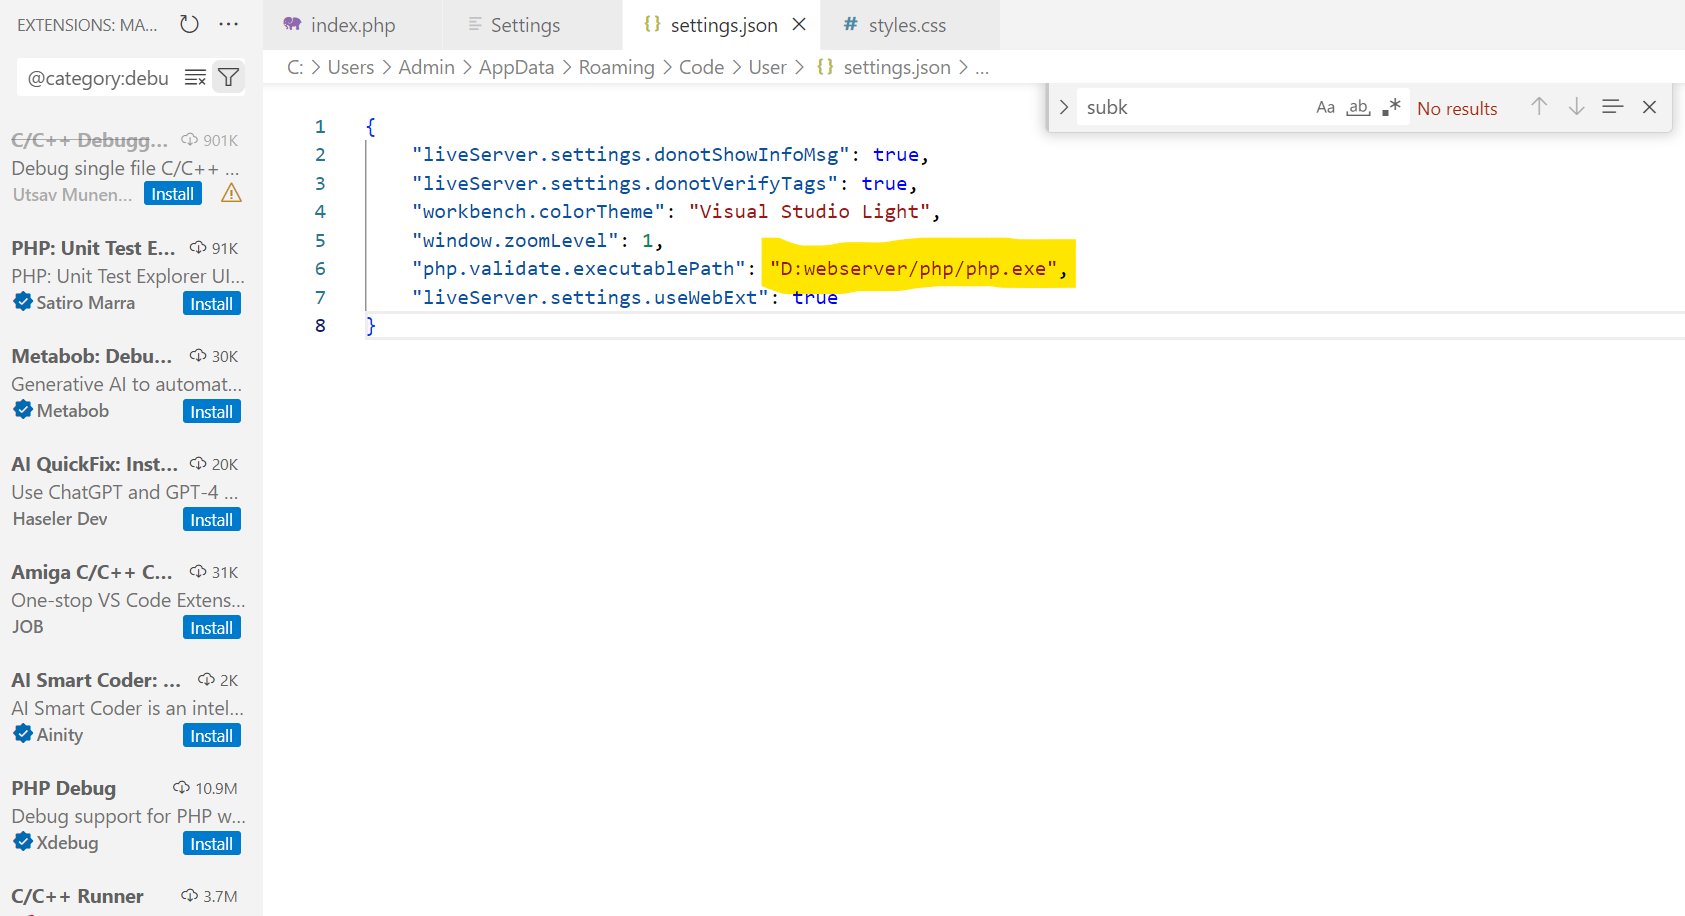 EXTENSIONS: MA...
@category:debu
C/C++ Debugg... 901K
Debug single file C/C++ ...
Utsav Munen... Install
PHP: Unit Test E... 91K
PHP: Unit Test Explorer UI...
Satiro Marra Install
Metabob: Debu... 30K
Generative AI to automat...
Metabob Install
AI QuickFix: Inst... 20K
Use ChatGPT and GPT-4 ...
Haseler Dev Install
Amiga C/C++ C... 31K
One-stop VS Code Extens...
JOB Install
AI Smart Coder: ... 2K
AI Smart Coder is an intel...
Ainity Install
PHP Debug 10.9M
Debug support for PHP w...
Xdebug Install
C/C++ Runner 3.7M
index.php Settings {} settings.json # styles.css
C: > Users > Admin > AppData > Roaming > Code > User > {} settings.json > ...
subk Aa ab .* No results
1 {
2 "liveServer.settings.donotShowInfoMsg": true,
3 "liveServer.settings.donotVerifyTags": true,
4 "workbench.colorTheme": "Visual Studio Light",
5 "window.zoomLevel": 1,
6 "php.validate.executablePath": "D:webserver/php/php.exe",
7 "liveServer.settings.useWebExt": true
8 }